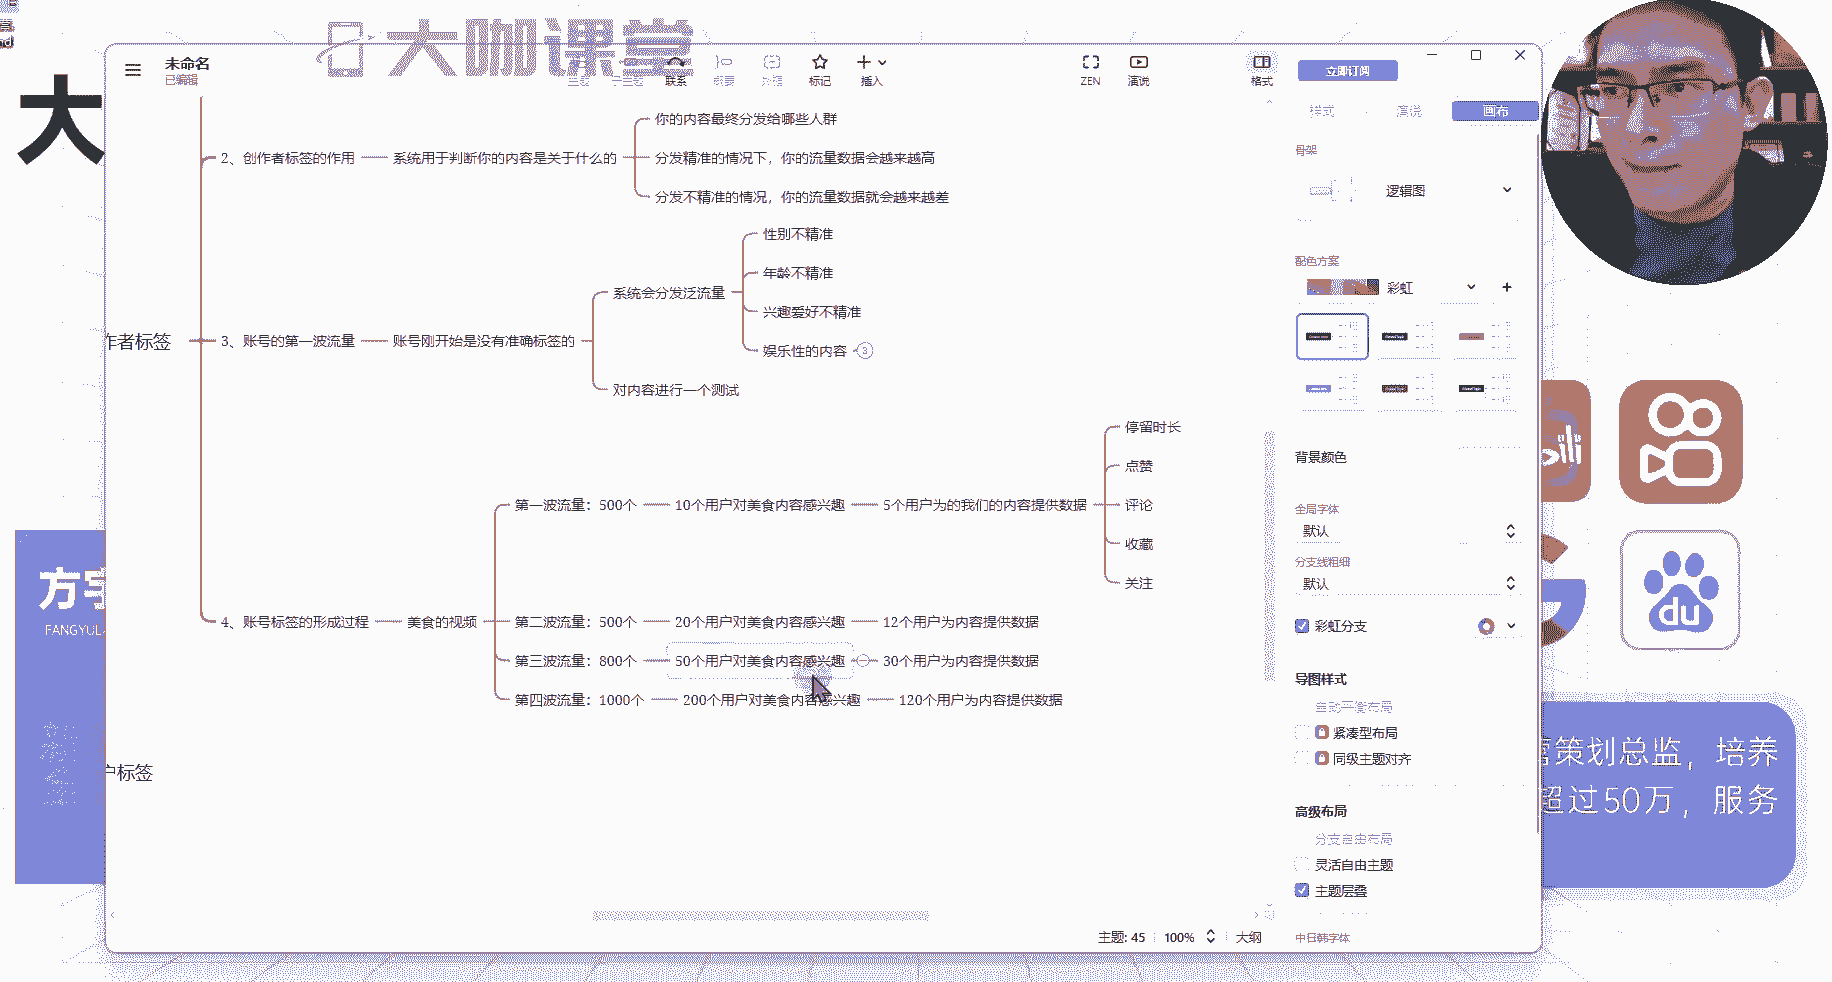 大咖课堂
大
未命名
已编辑
主题
子主题
联系
概要
外框
标记
插入
ZEN
演说
格式
立即订阅
样式
演说
画布
2、创作者标签的作用
系统用于判断你的内容是关于什么的
你的内容最终分发给哪些人群
分发精准的情况下，你的流量数据会越来越高
分发不精准的情况，你的流量数据就会越来越差
作者标签
3、账号的第一波流量
账号刚开始是没有准确标签的
系统会分发泛流量
性别不精准
年龄不精准
兴趣爱好不精准
娱乐性的内容
3
对内容进行一个测试
4、账号标签的形成过程
美食的视频
第一波流量：500个
10个用户对美食内容感兴趣
5个用户为的我们的内容提供数据
停留时长
点赞
评论
收藏
关注
第二波流量：500个
20个用户对美食内容感兴趣
12个用户为内容提供数据
第三波流量：800个
50个用户对美食内容感兴趣
30个用户为内容提供数据
第四波流量：1000个
200个用户对美食内容感兴趣
120个用户为内容提供数据
户标签
骨架
逻辑图
配色方案
彩虹
背景颜色
全局字体
默认
分支线粗细
默认
彩虹分支
导图样式
自动平衡布局
紧凑型布局
同级主题对齐
高级布局
分支自由布局
灵活自由主题
主题层叠
中日韩字体
主题: 45
100%
大纲
方宇
FANGYU
du
营策划总监，培养
超过50万，服务